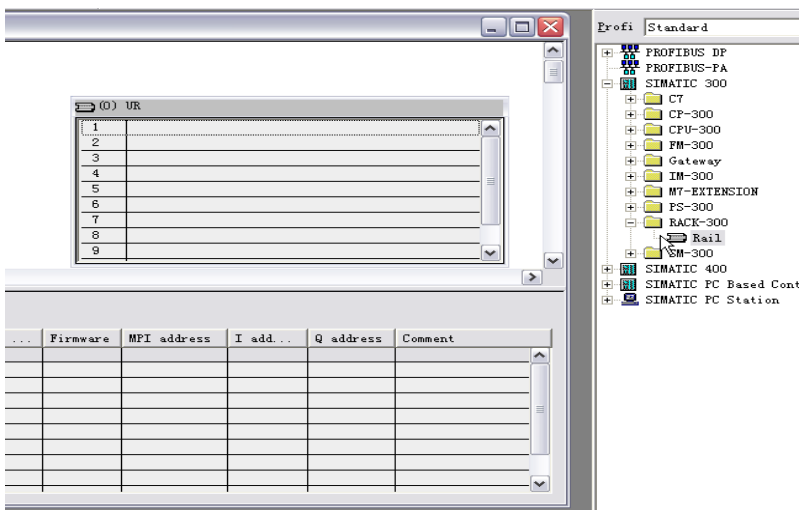 Profi Standard
PROFIBUS DP
PROFIBUS-PA
SIMATIC 300
C7
CP-300
CPU-300
FM-300
Gateway
IM-300
M7-EXTENSION
PS-300
RACK-300
Rail
SM-300
SIMATIC 400
SIMATIC PC Based Cont
SIMATIC PC Station
(0) UR
1
2
3
4
5
6
7
8
9
... Firmware MPI address I add... Q address Comment